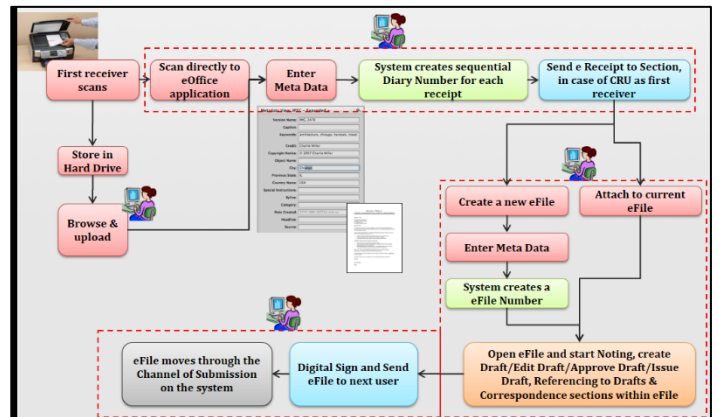 First receiver
scans
Scan directly to
eOffice
application
Enter
Meta Data
System creates sequential
Diary Number for each
receipt
Send e Receipt to Section,
in case of CRU as first
receiver
Store in
Hard Drive
Browse &
upload
Create a new eFile
Attach to current
eFile
Enter Meta Data
System creates a
eFile Number
Open eFile and start Noting, create
Draft/Edit Draft/Approve Draft/Issue
Draft, Referencing to Drafts &
Correspondence sections within eFile
Digital Sign and Send
eFile to next user
eFile moves through the
Channel of Submission
on the system